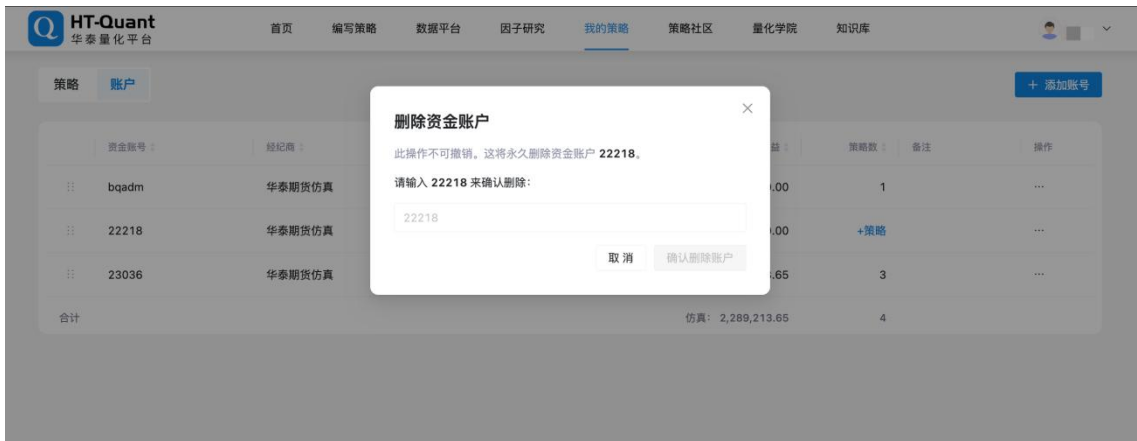 HT-Quant
华泰量化平台
首页 编写策略 数据平台 因子研究 我的策略 策略社区 量化学院 知识库
策略 账户 + 添加账号
删除资金账户
此操作不可撤销。这将永久删除资金账户 22218。
请输入 22218 来确认删除：
22218
取 消 确认删除账户
资金账号 经纪商 益 策略数 备注 操作
bqadm 华泰期货仿真 .00 1 ...
22218 华泰期货仿真 .00 +策略 ...
23036 华泰期货仿真 .65 3 ...
合计 仿真： 2,289,213.65 4